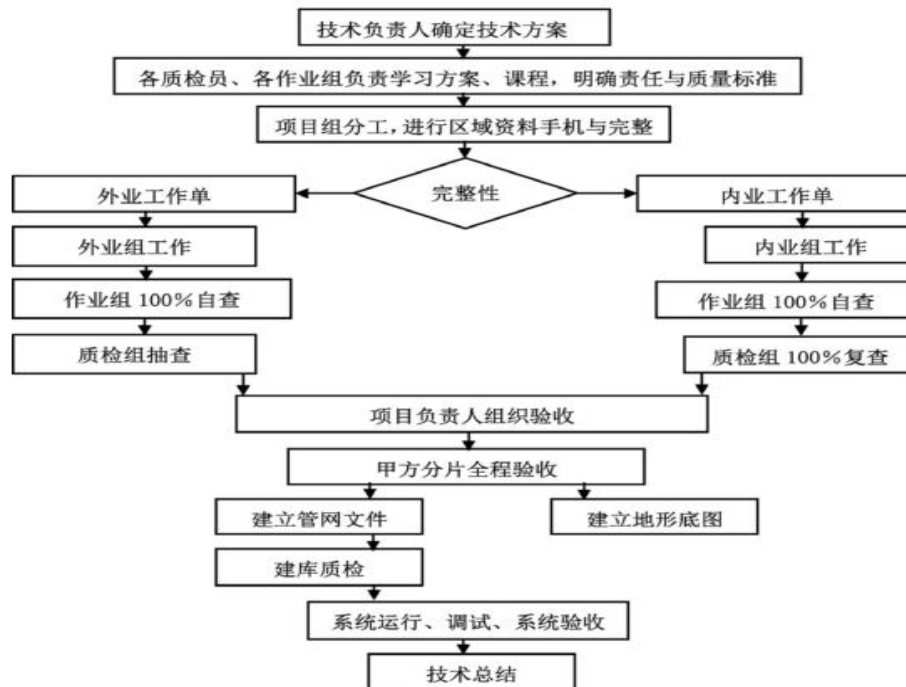 技术负责人确定技术方案
各质检员、各作业组负责学习方案、课程，明确责任与质量标准
项目组分工，进行区域资料手机与完整
完整性
外业工作单
内业工作单
外业组工作
内业组工作
作业组 100%自查
作业组 100%自查
质检组抽查
质检组 100%复查
项目负责人组织验收
甲方分片全程验收
建立管网文件
建立地形底图
建库质检
系统运行、调试、系统验收
技术总结